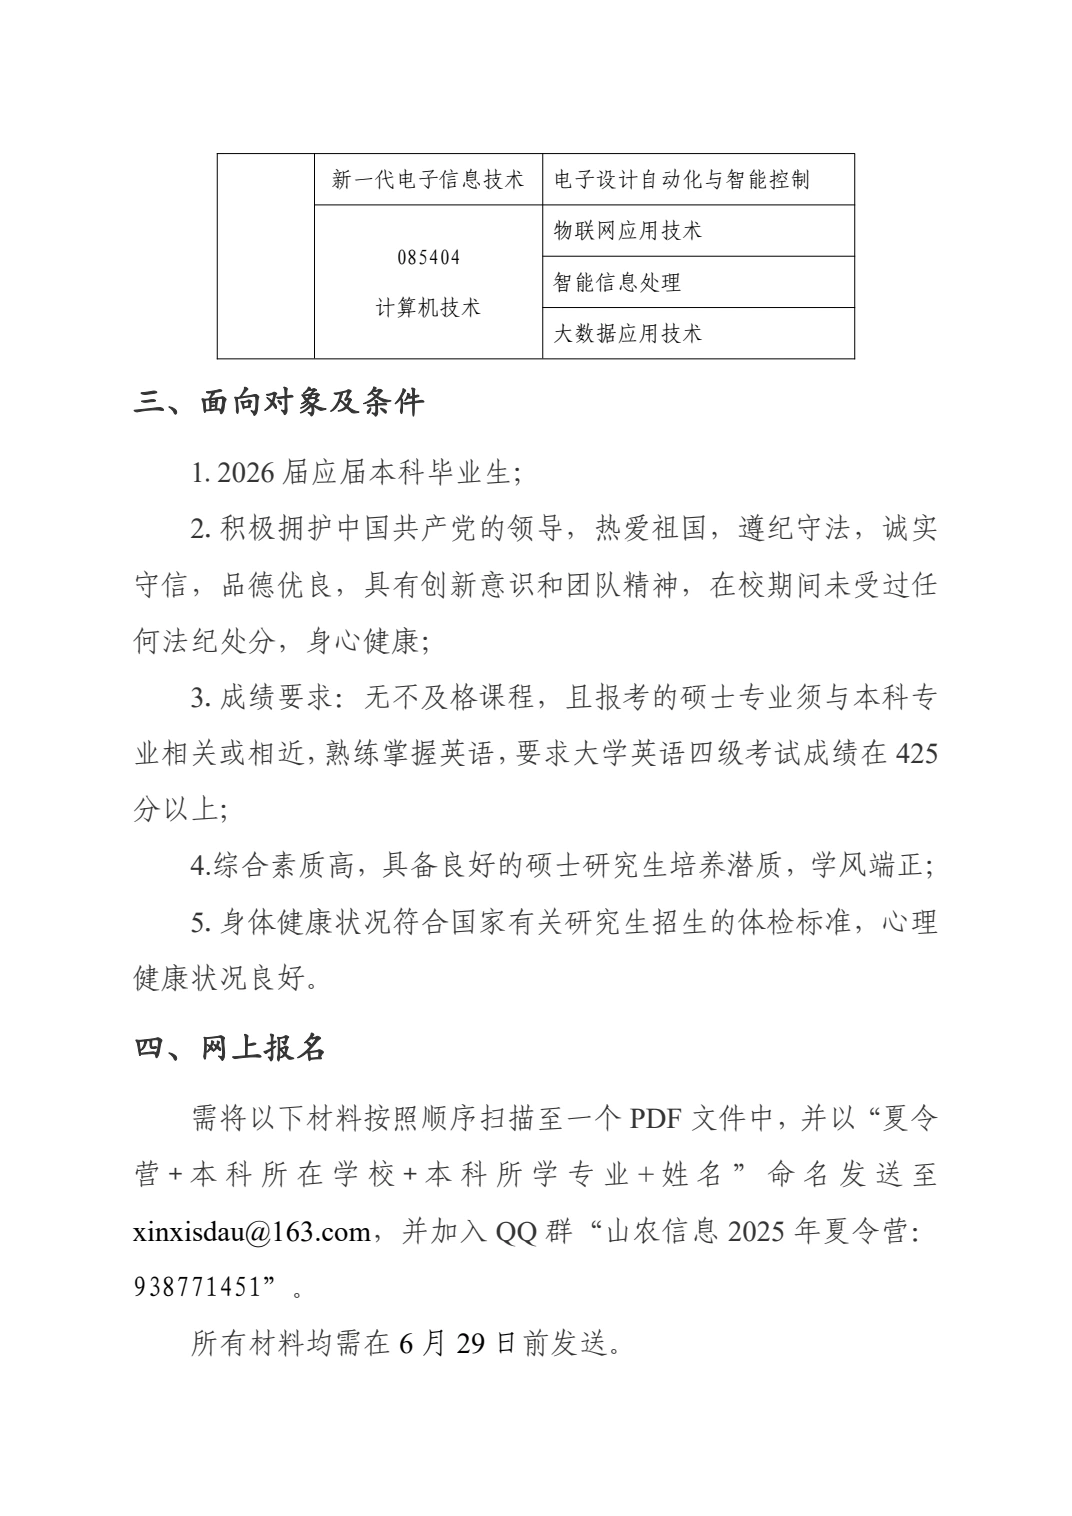 新一代电子信息技术 电子设计自动化与智能控制
085404
计算机技术
物联网应用技术
智能信息处理
大数据应用技术
三、面向对象及条件
1. 2026 届应届本科毕业生；
2. 积极拥护中国共产党的领导，热爱祖国，遵纪守法，诚实
守信，品德优良，具有创新意识和团队精神，在校期间未受过任
何法纪处分，身心健康；
3. 成绩要求：无不及格课程，且报考的硕士专业须与本科专
业相关或相近，熟练掌握英语，要求大学英语四级考试成绩在 425
分以上；
4.综合素质高，具备良好的硕士研究生培养潜质，学风端正；
5. 身体健康状况符合国家有关研究生招生的体检标准，心理
健康状况良好。
四、网上报名
需将以下材料按照顺序扫描至一个 PDF 文件中，并以“夏令
营+本科所在学校+本科所学专业＋姓名”命名发送至
xinxisdau@163.com，并加入 QQ 群“山农信息 2025 年夏令营：
938771451”。
所有材料均需在 6 月 29 日前发送。